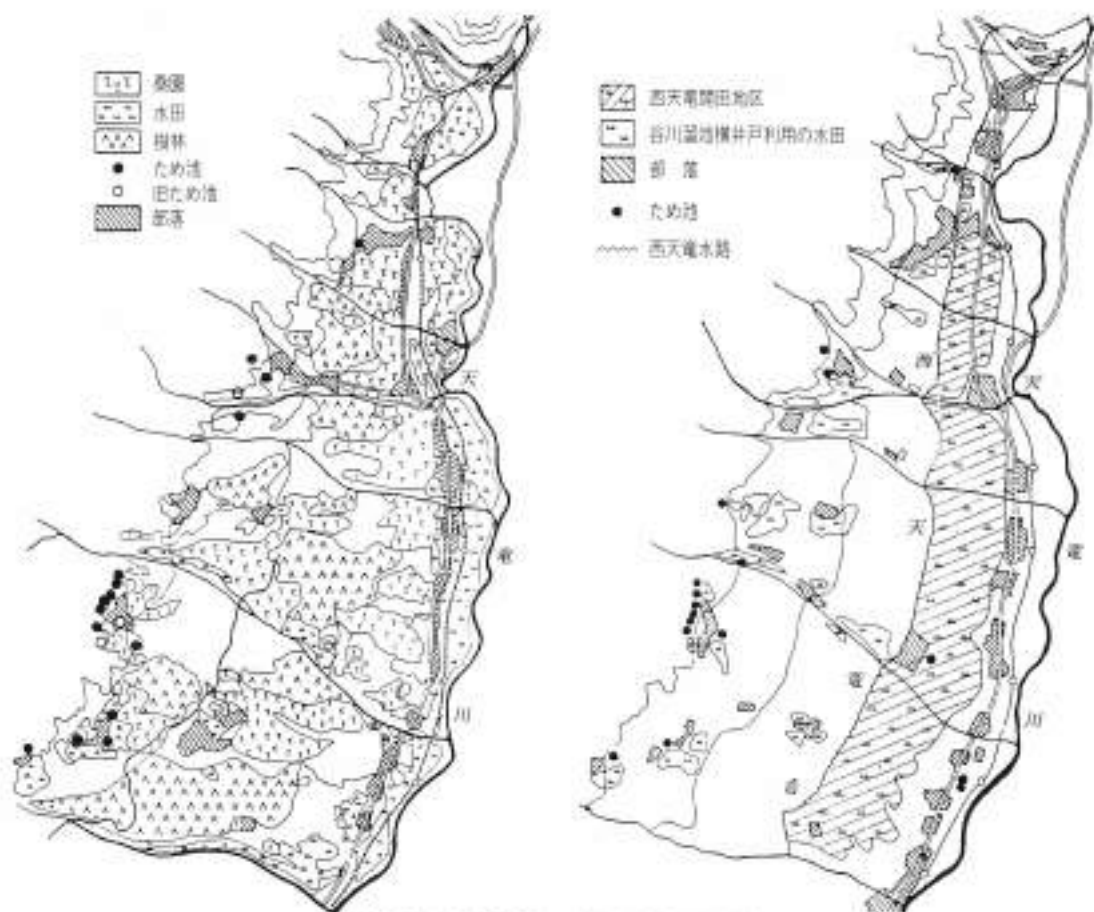 桑園
水田
樹林
ため池
旧ため池
部落
天
竜
川
西天竜開田地区
谷川溜池横井戸利用の水田
部落
ため池
西天竜水路
西
天
竜
天
竜
川